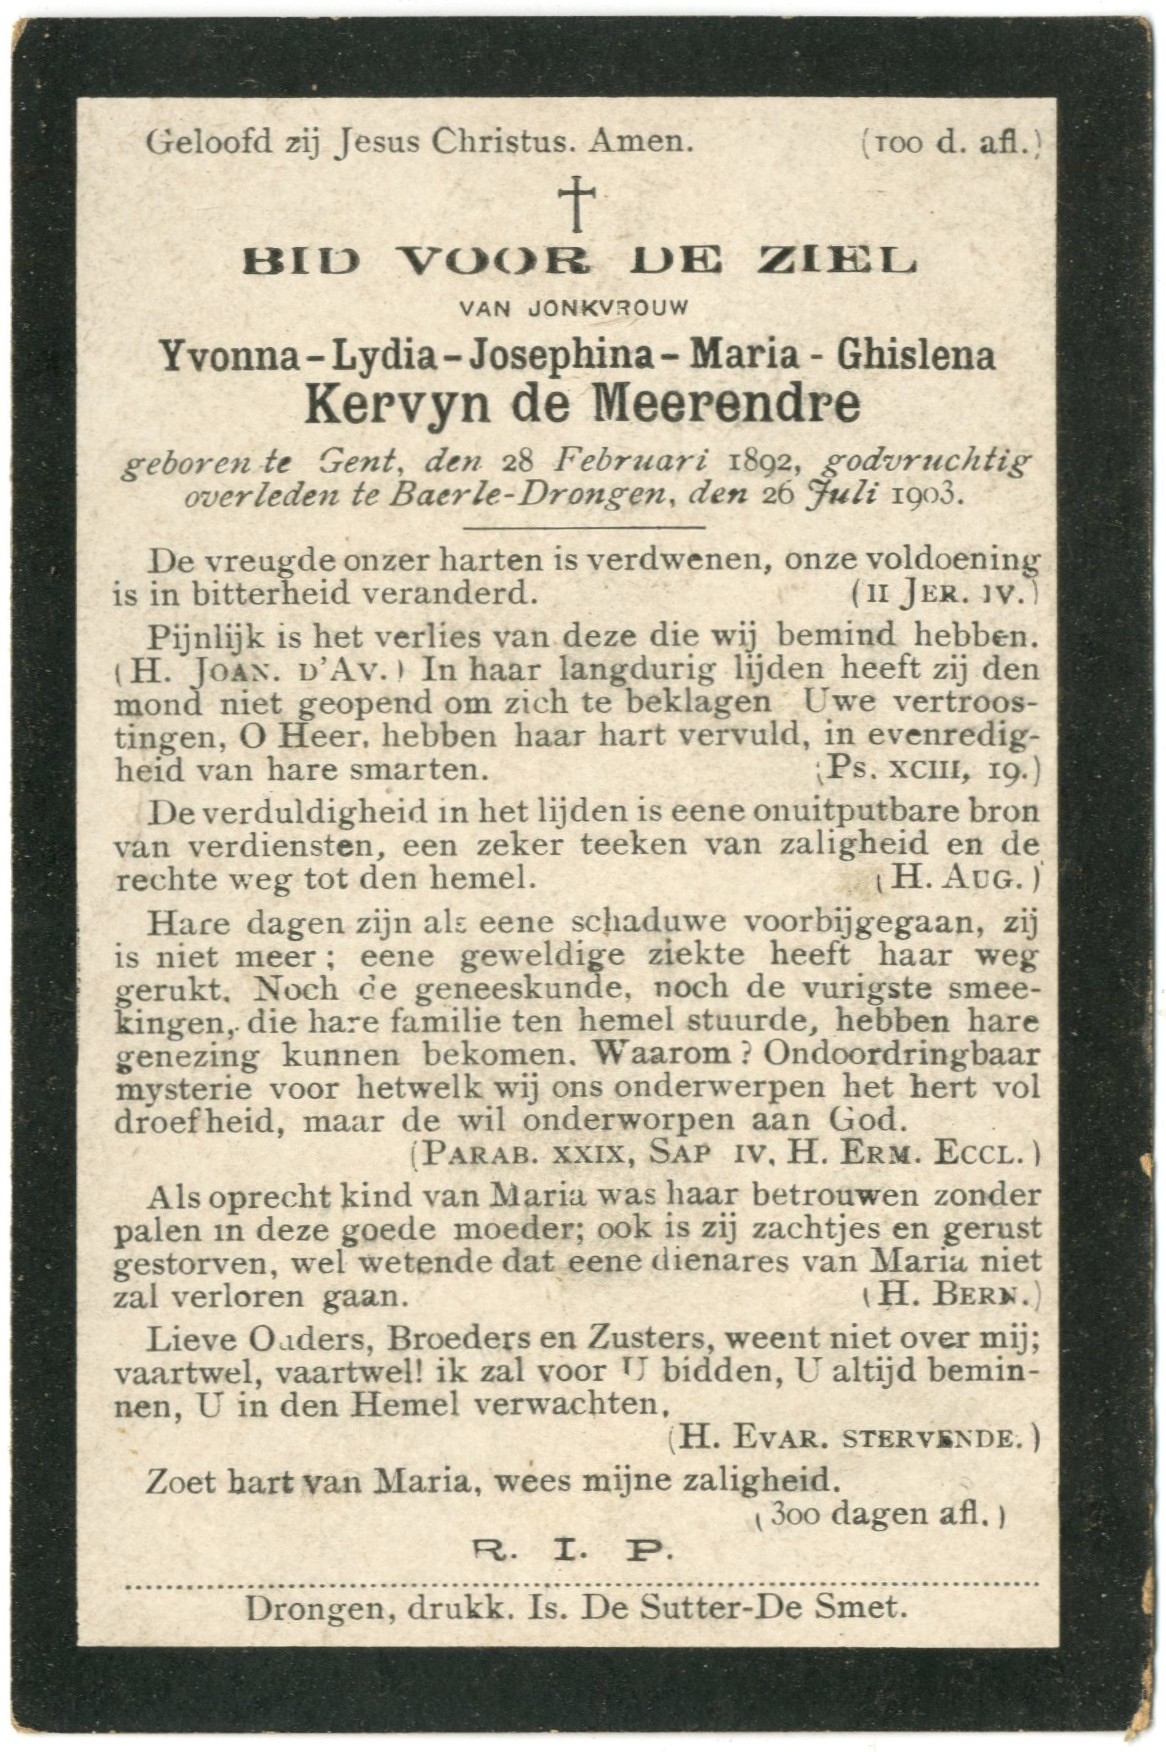 Geloofd zij Jesus Christus. Amen. (100 d. afl.)
BID VOOR DE ZIEL
VAN JONKVROUW
Yvonna-Lydia-Josephina-Maria-Ghislena
Kervyn de Meerendre
geboren te Gent, den 28 Februari 1892, godvruchtig
overleden te Baerle-Drongen, den 26 Juli 1903.
De vreugde onzer harten is verdwenen, onze voldoening
is in bitterheid veranderd. (II JER. IV.)
Pijnlijk is het verlies van deze die wij bemind hebben.
(H. JOAN. D'AV.) In haar langdurig lijden heeft zij den
mond niet geopend om zich te beklagen Uwe vertroos-
tingen, O Heer, hebben haar hart vervuld, in evenredig-
heid van hare smarten. (PS. XCIII, 19.)
De verduldigheid in het lijden is eene onuitputbare bron
van verdiensten, een zeker teeken van zaligheid en de
rechte weg tot den hemel. (H. AUG.)
Hare dagen zijn als eene schaduwe voorbijgegaan, zij
is niet meer; eene geweldige ziekte heeft haar weg
gerukt. Noch de geneeskunde, noch de vurigste smee-
kingen, die hare familie ten hemel stuurde, hebben hare
genezing kunnen bekomen. Waarom? Ondoordringbaar
mysterie voor hetwelk wij ons onderwerpen het hert vol
droefheid, maar de wil onderworpen aan God.
(PARAB. XXIX, SAP IV, H. ERM. ECCL.)
Als oprecht kind van Maria was haar betrouwen zonder
palen in deze goede moeder; ook is zij zachtjes en gerust
gestorven, wel wetende dat eene dienares van Maria niet
zal verloren gaan. (H. BERN.)
Lieve Ouders, Broeders en Zusters, weent niet over mij;
vaartwel, vaartwel! ik zal voor U bidden, U altijd bemin-
nen, U in den Hemel verwachten.
(H. EVAR. STERVENDE.)
Zoet hart van Maria, wees mijne zaligheid.
(300 dagen afl.)
R. I. P.
Drongen, drukk. Is. De Sutter-De Smet.